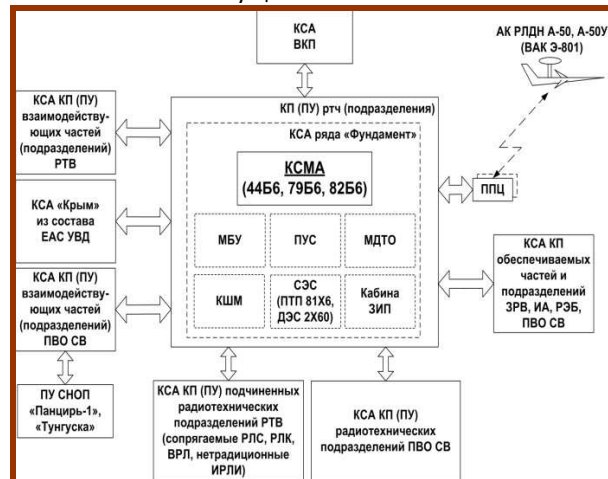 КСА
ВКП
АК РЛДН А-50, А-50У
(ВАК Э-801)
КП (ПУ) ртч (подразделения)
КСА ряда «Фундамент»
КСМА
(44Б6, 79Б6, 82Б6)
МБУ
ПУС
МДТО
КШМ
СЭС
(ПТП 81Х6,
ДЭС 2Х60)
Кабина
ЗИП
КСА КП (ПУ)
взаимодейству-
ющих частей
(подразделений)
РТВ
КСА «Крым»
из состава
ЕАС УВД
КСА КП (ПУ)
взаимодейству-
ющих частей
(подразделений)
ПВО СВ
ПУ СНОП
«Панцирь-1»,
«Тунгуска»
ППЦ
КСА КП
обеспечиваемых
частей и
подразделений
ЗРВ, ИА, РЭБ,
ПВО СВ
КСА КП (ПУ) подчиненных
радиотехнических
подразделений РТВ
(сопрягаемые РЛС, РЛК,
ВРЛ, нетрадиционные
ИРЛИ)
КСА КП (ПУ)
радиотехнических
подразделений ПВО СВ